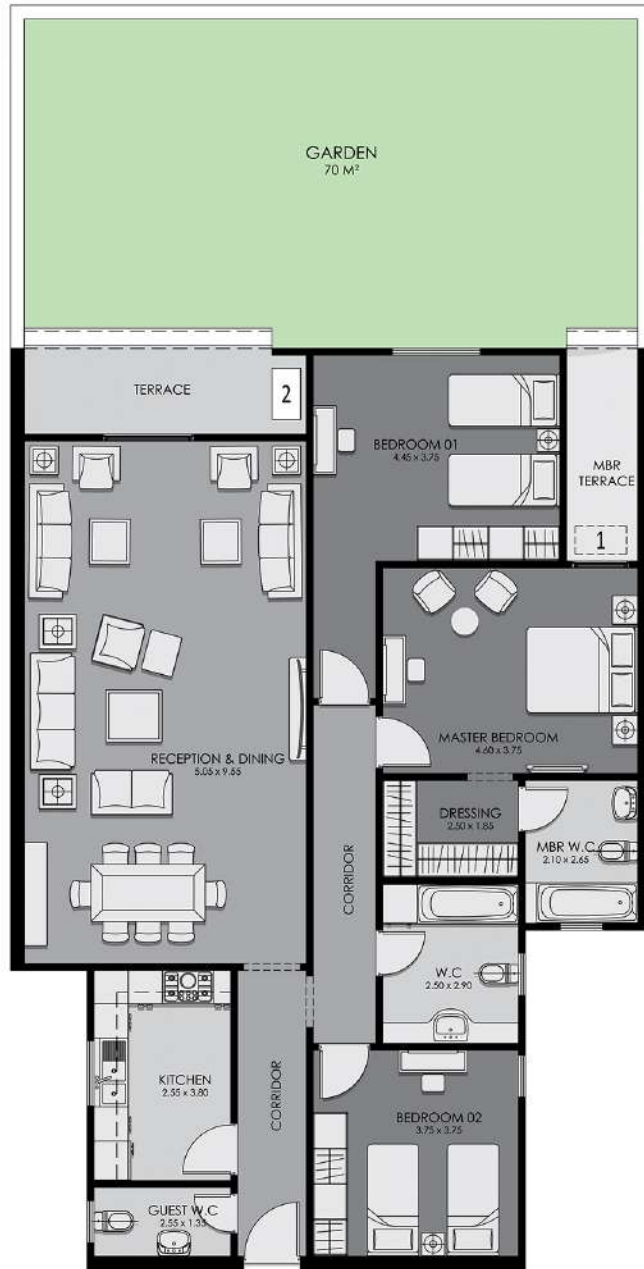 GARDEN
70 M²
TERRACE
2
BEDROOM 01
4.45 x 3.75
MBR
TERRACE
1
MASTER BEDROOM
4.60 x 3.75
RECEPTION & DINING
5.05 x 9.55
DRESSING
2.50 x 1.85
MBR W.C
2.10 x 2.65
CORRIDOR
W.C
2.50 x 2.90
KITCHEN
2.55 x 3.80
CORRIDOR
BEDROOM 02
3.75 x 3.75
GUEST W.C
2.55 x 1.35